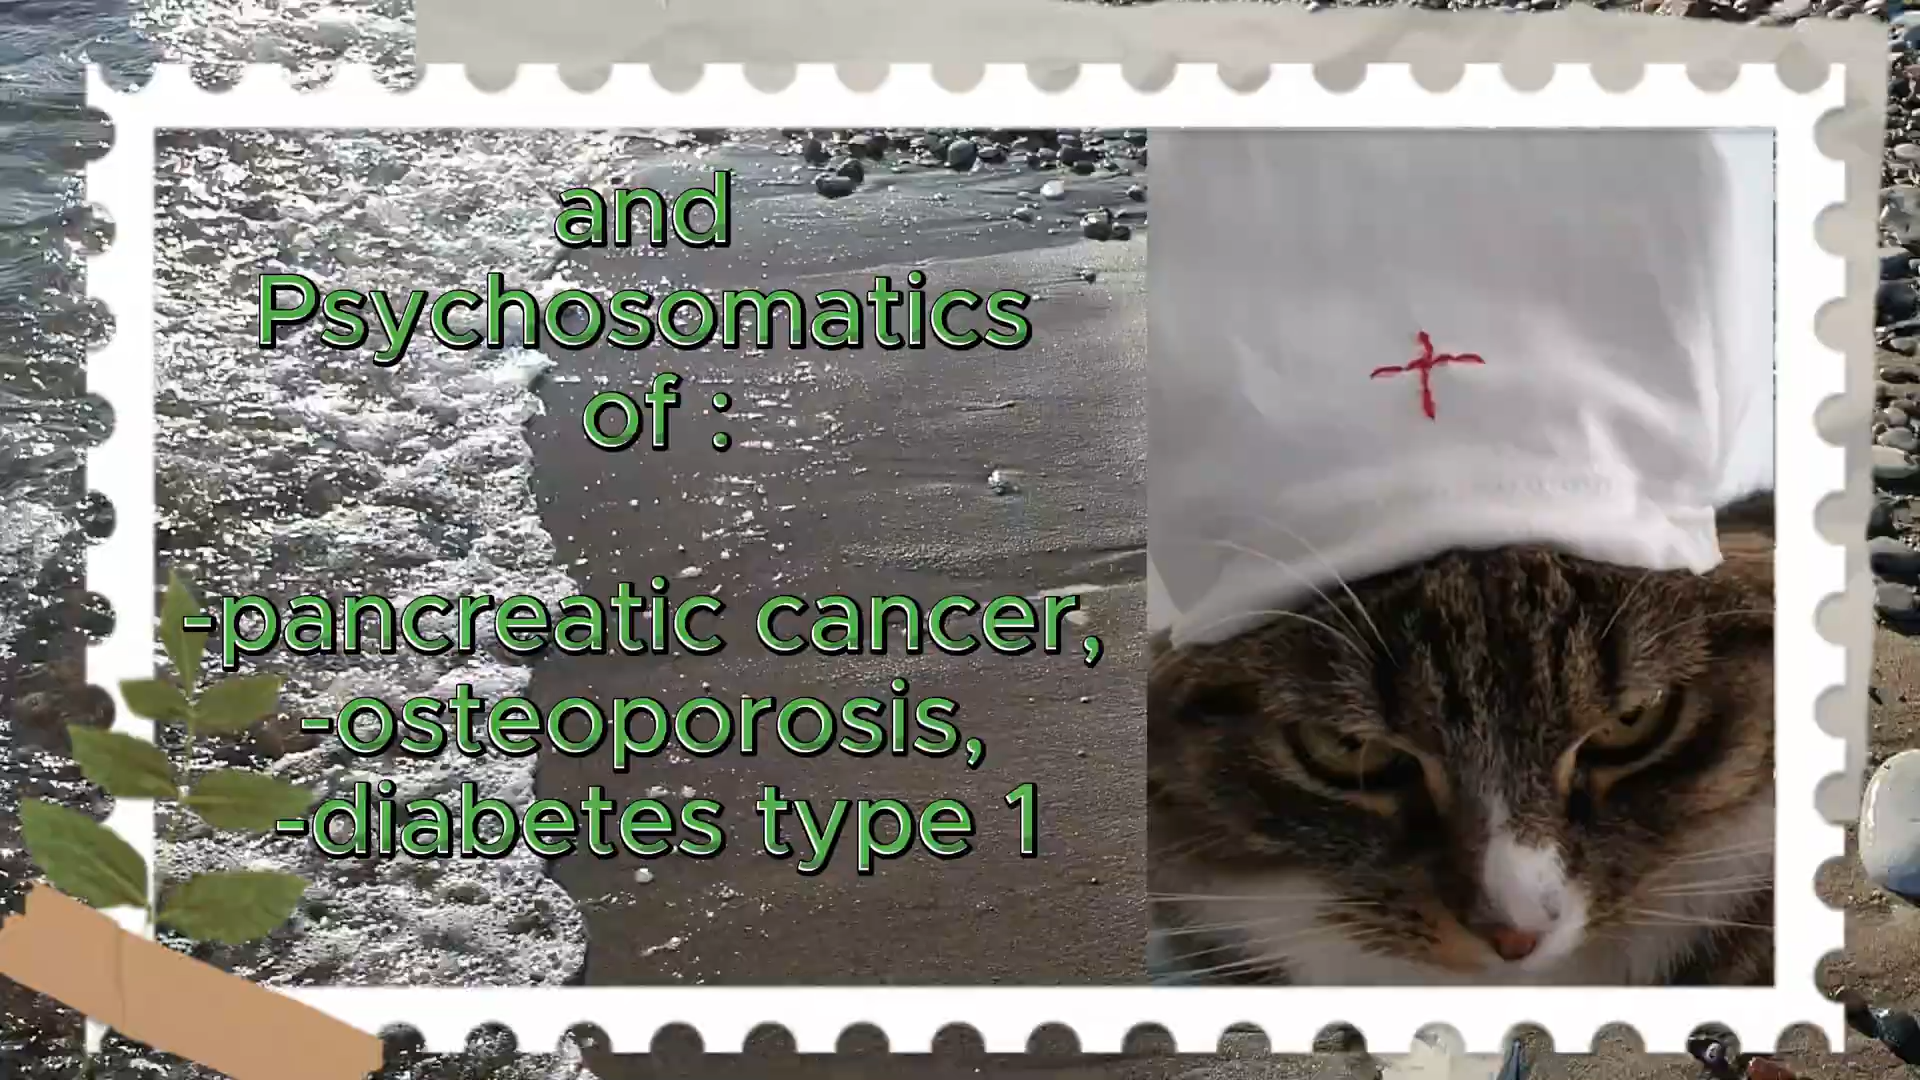 and
Psychosomatics
of :
-pancreatic cancer,
-osteoporosis,
-diabetes type 1